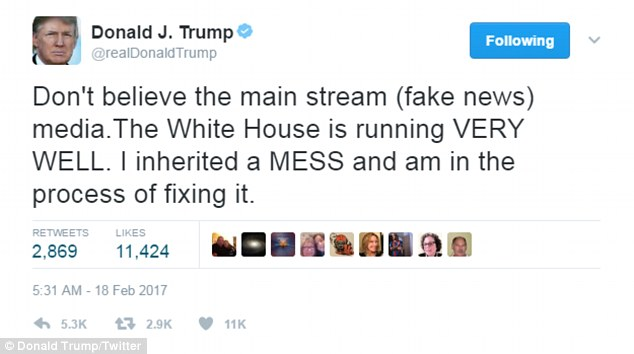 Donald J. Trump
@realDonaldTrump
Following
Don't believe the main stream (fake news)
media.The White House is running VERY
WELL. I inherited a MESS and am in the
process of fixing it.
RETWEETS LIKES
2,869 11,424
5:31 AM - 18 Feb 2017
5.3K 2.9K 11K
© Donald Trump/Twitter